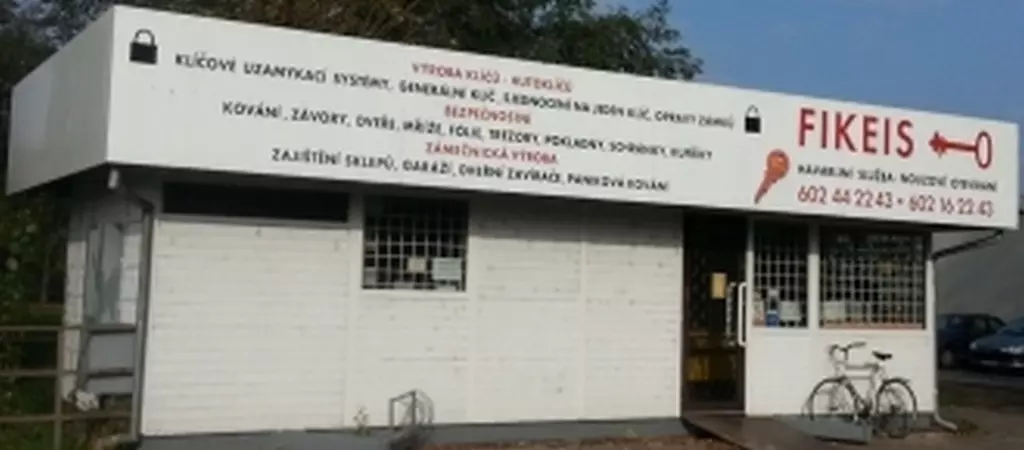 VÝROBA KLÍČŮ - AUTOKLÍČŮ
KLÍČOVÉ UZAMYKACÍ SYSTÉMY, GENERÁLNÍ KLÍČ, SJEDNOCENÍ NA JEDEN KLÍČ, OPRAVY ZÁMKŮ
BEZPEČNOSTNÍ
KOVÁNÍ, ZÁVORY, DVEŘE, MŘÍŽE, FOLIE, TREZORY, POKLADNY, SCHRÁNKY, KUFŘÍKY
ZÁMEČNICKÁ VÝROBA
ZAJIŠTĚNÍ SKLEPŮ, GARÁŽÍ, DVEŘNÍ ZAVÍRAČE, PANIKOVÁ KOVÁNÍ
FIKEIS
HAVARIJNÍ SLUŽBA- NOUZOVÉ OTEVÍRÁNÍ
602 44 22 43 • 602 16 22 43